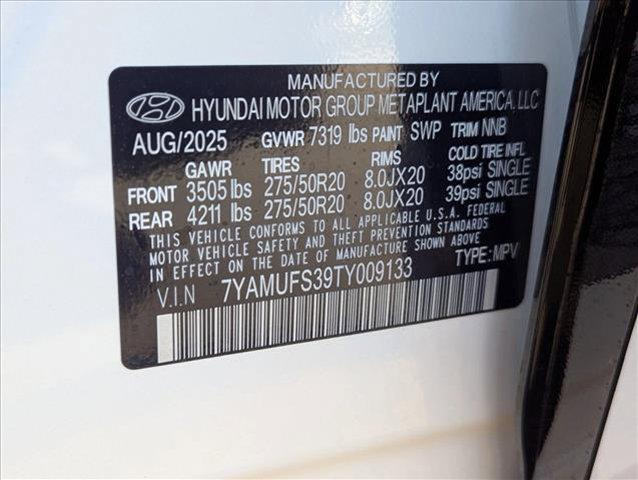 MANUFACTURED BY
HYUNDAI MOTOR GROUP METAPLANT AMERICA, LLC
AUG/2025 GVWR 7319 lbs PAINT SWP TRIM NNB
GAWR TIRES RIMS COLD TIRE INFL
FRONT 3505 lbs 275/50R20 8.0JX20 38psi SINGLE
REAR 4211 lbs 275/50R20 8.0JX20 39psi SINGLE
THIS VEHICLE CONFORMS TO ALL APPLICABLE U.S.A. FEDERAL
MOTOR VEHICLE SAFETY AND THEFT PREVENTION STANDARDS IN
EFFECT ON THE DATE OF MANUFACTURE SHOWN ABOVE.
TYPE:MPV
V.I.N 7YAMUFS39TY009133